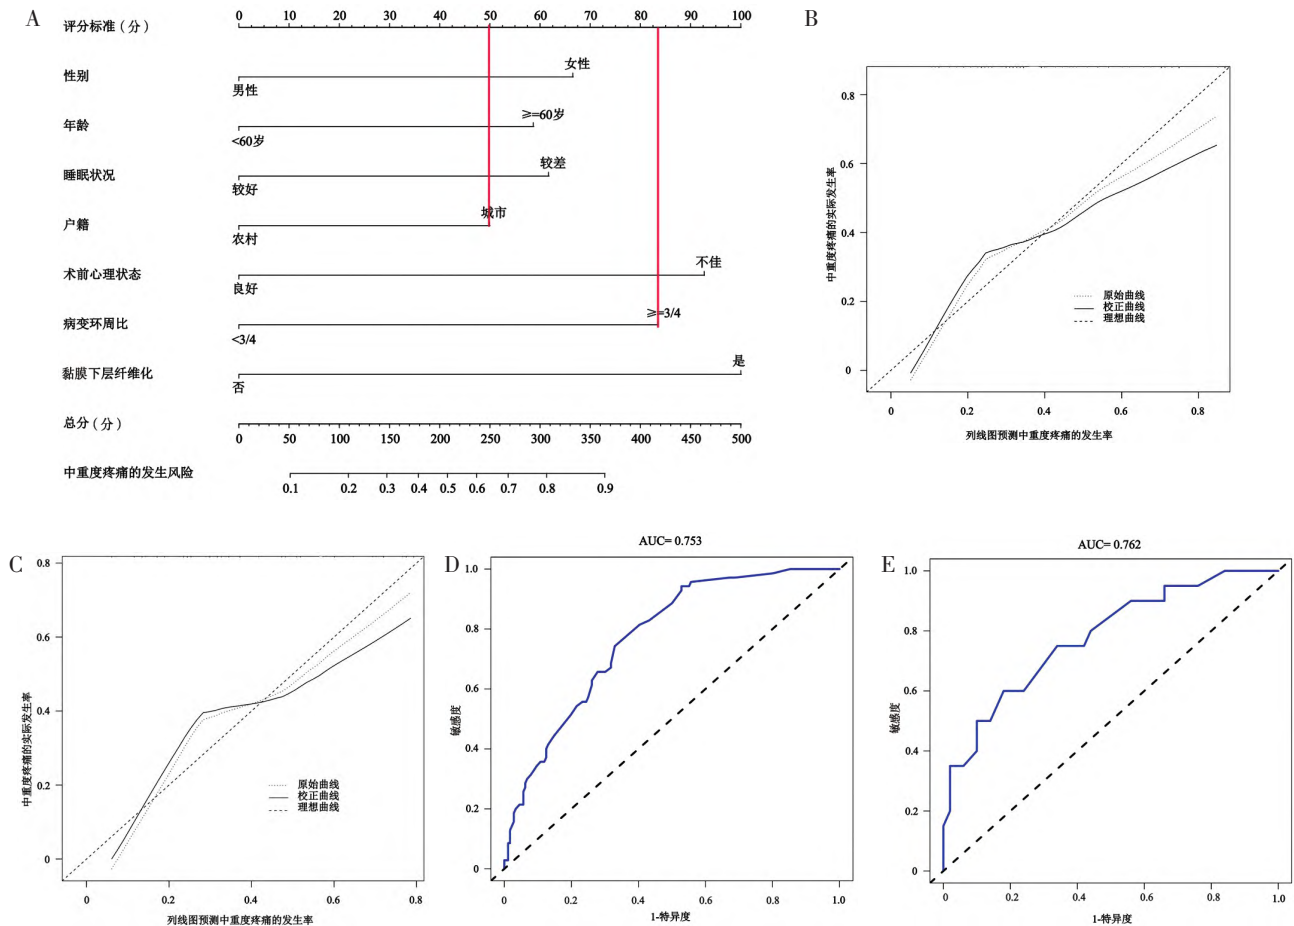 A
评分标准(分)
0 10 20 30 40 50 60 70 80 90 100
性别
女性
男性
年龄
≥=60岁
<60岁
睡眠状况
较差
较好
户籍
城市
农村
术前心理状态
不佳
良好
病变环周比
≥=3/4
<3/4
黏膜下层纤维化
是
否
总分(分)
0 50 100 150 200 250 300 350 400 450 500
中重度疼痛的发生风险
0.1 0.2 0.3 0.4 0.5 0.6 0.7 0.8 0.9
B
中重度疼痛的实际发生率
0.8
0.6
0.4
0.2
0
原始曲线
校正曲线
理想曲线
0 0.2 0.4 0.6 0.8
列线图预测中重度疼痛的发生率
C
中重度疼痛的实际发生率
0.8
0.6
0.4
0.2
0
原始曲线
校正曲线
理想曲线
0 0.2 0.4 0.6 0.8
列线图预测中重度疼痛的发生率
D
AUC= 0.753
敏感度
1.0
0.8
0.6
0.4
0.2
0
0 0.2 0.4 0.6 0.8 1.0
1-特异度
E
AUC= 0.762
敏感度
1.0
0.8
0.6
0.4
0.2
0
0 0.2 0.4 0.6 0.8 1.0
1-特异度